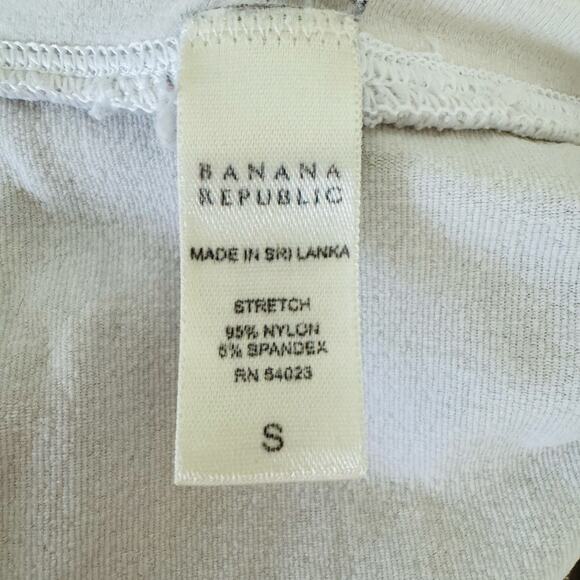 BANANA
REPUBLIC
MADE IN SRI LANKA
STRETCH
95% NYLON
5% SPANDEX
RN 54023
S